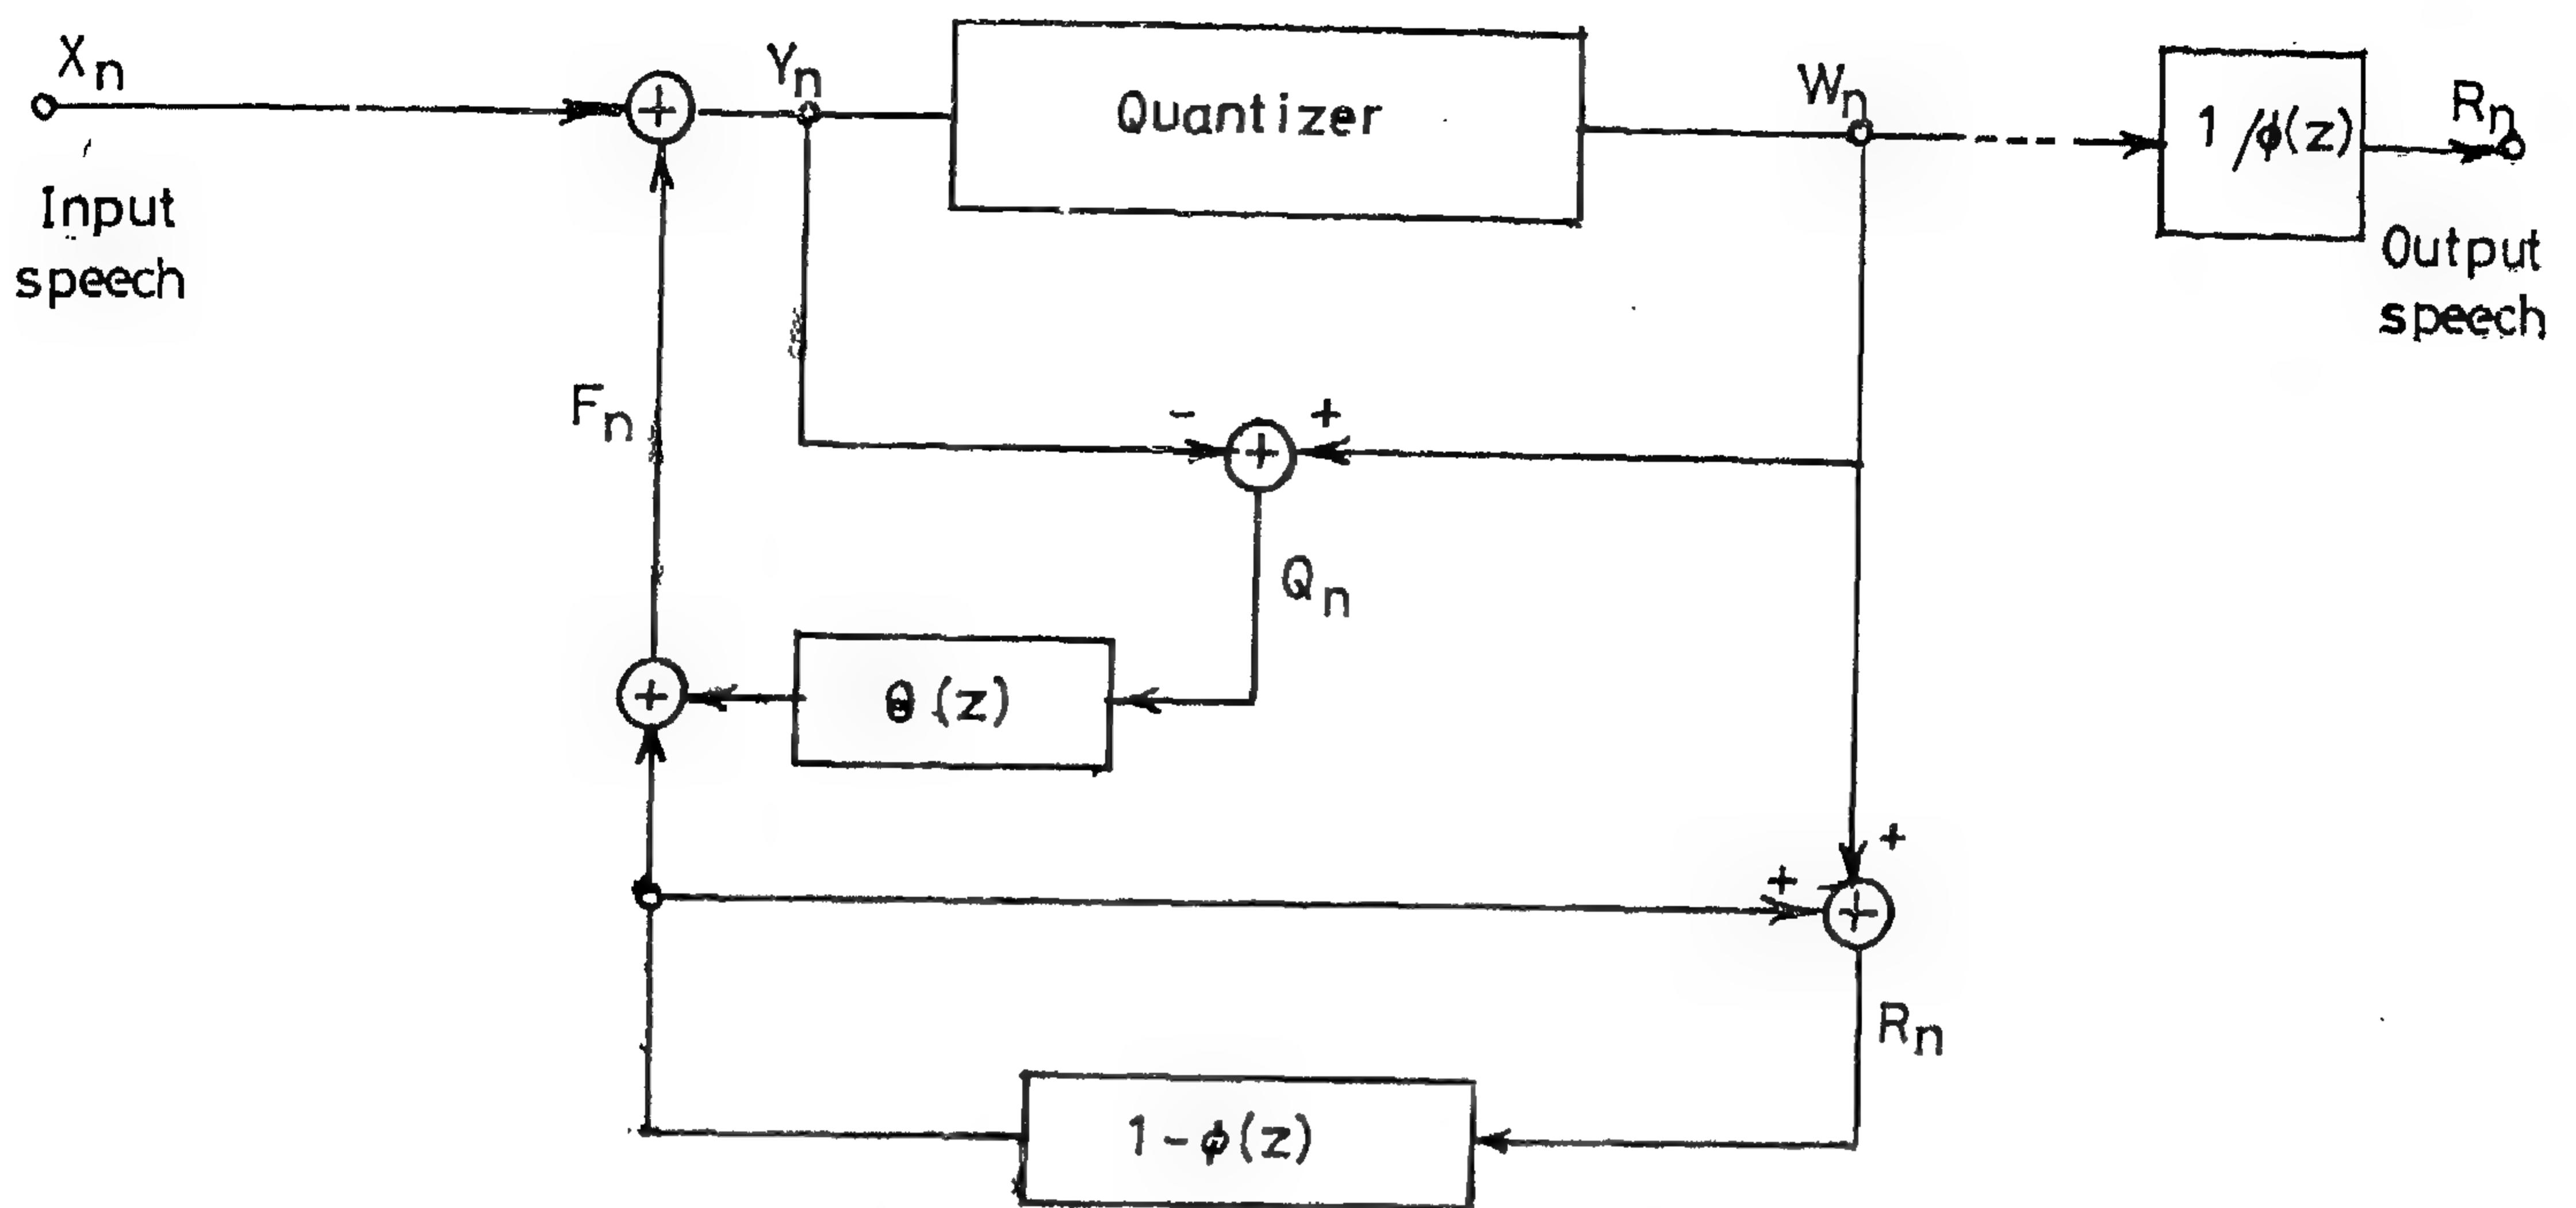 Xn
Input
speech
Yn
Quantizer
Wn
1/ϕ(z)
Rn
Output
speech
Fn
-
+
Qn
θ(z)
+
+
Rn
1-ϕ(z)